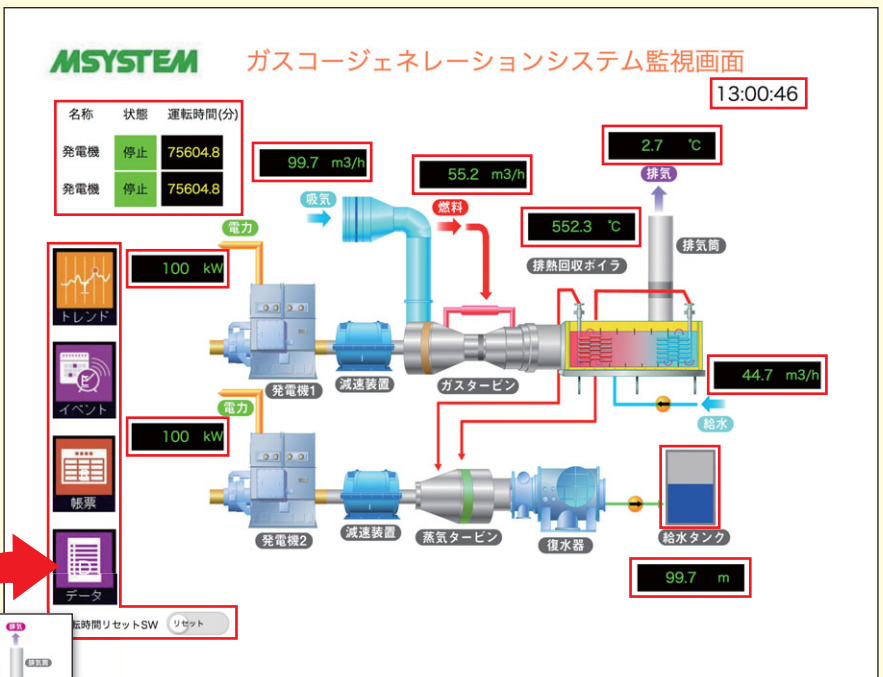 MSYSTEM
ガスコージェネレーションシステム監視画面
13:00:46
名称 状態 運転時間(分)
発電機 停止 75604.8
発電機 停止 75604.8
99.7 m3/h
55.2 m3/h
2.7 ℃
排気
吸気
燃料
552.3 ℃
排気筒
電力
排熱回収ボイラ
100 kW
トレンド
発電機1
減速装置
ガスタービン
44.7 m3/h
給水
イベント
電力
100 kW
帳票
発電機2
減速装置
蒸気タービン
復水器
給水タンク
99.7 m
データ
転時間リセットSW リセット
排気
排気筒